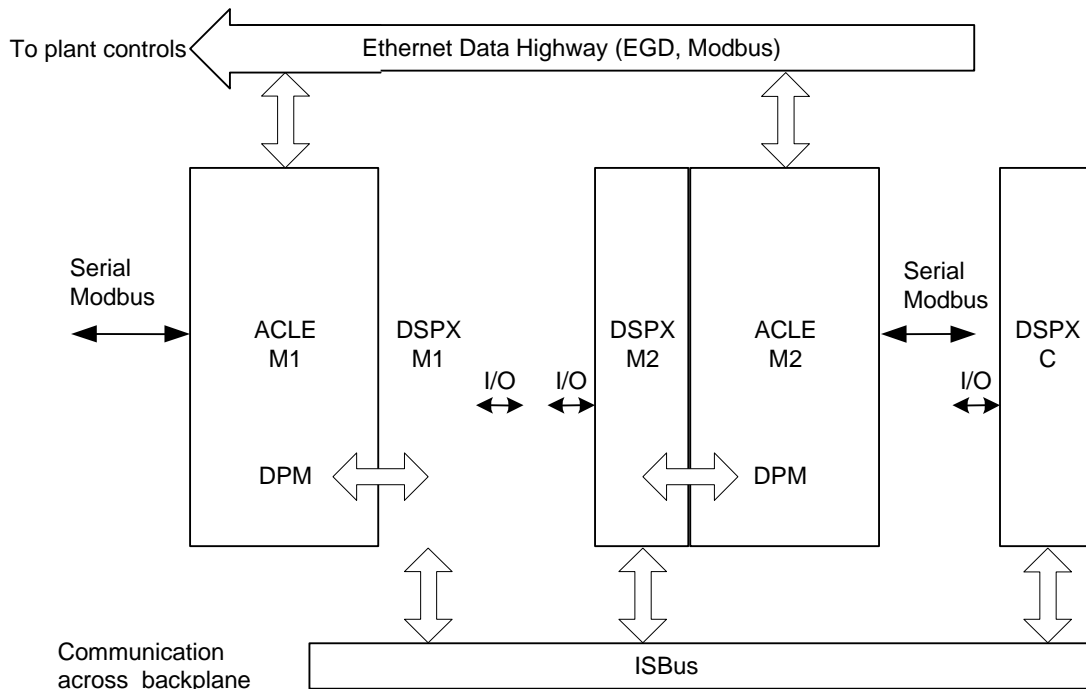 To plant controls
Ethernet Data Highway (EGD, Modbus)
Serial
Modbus
ACLE
M1
DSPX
M1
I/O
I/O
DSPX
M2
ACLE
M2
Serial
Modbus
I/O
DSPX
C
DPM
DPM
Communication
across backplane
ISBus